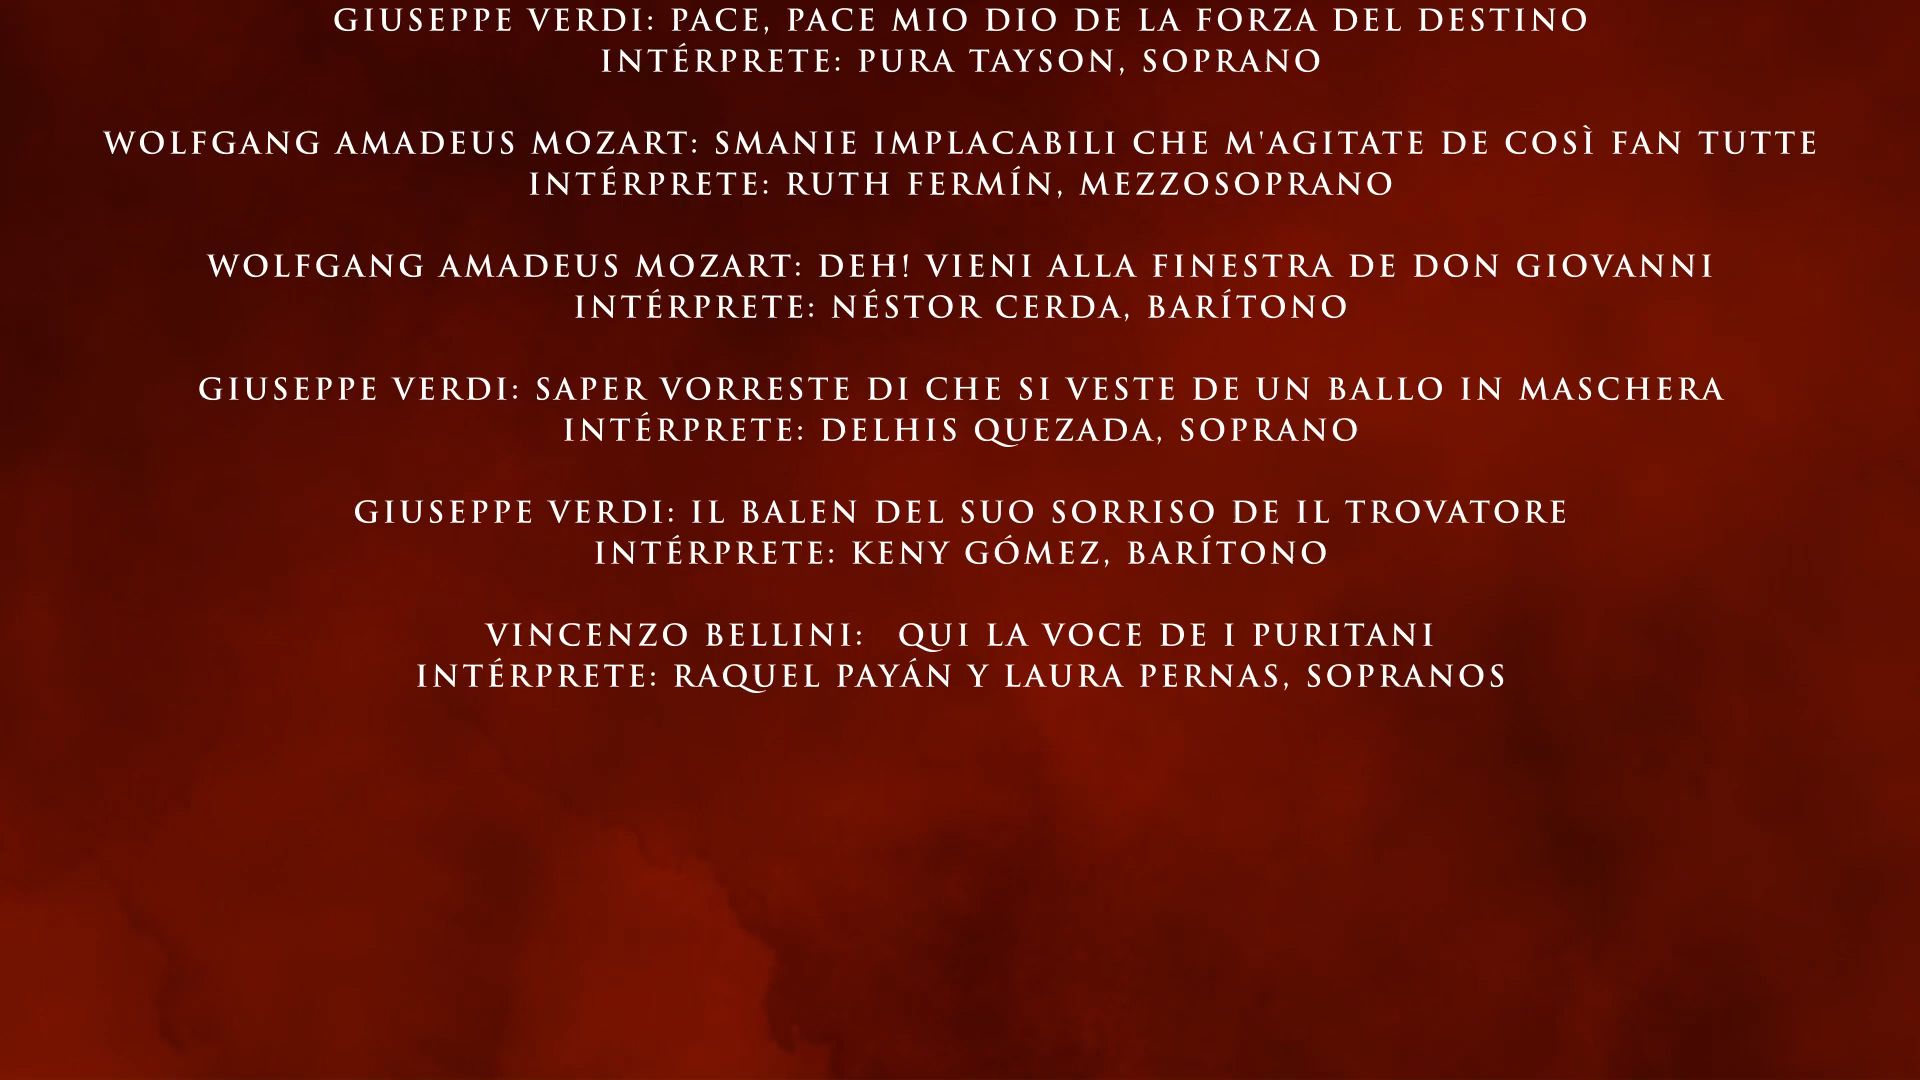 GIUSEPPE VERDI: PACE, PACE MIO DIO DE LA FORZA DEL DESTINO
INTÉRPRETE: PURA TAYSON, SOPRANO
WOLFGANG AMADEUS MOZART: SMANIE IMPLACABILI CHE M'AGITATE DE COSÌ FAN TUTTE
INTÉRPRETE: RUTH FERMÍN, MEZZOSOPRANO
WOLFGANG AMADEUS MOZART: DEH! VIENI ALLA FINESTRA DE DON GIOVANNI
INTÉRPRETE: NÉSTOR CERDA, BARÍTONO
GIUSEPPE VERDI: SAPER VORRESTE DI CHE SI VESTE DE UN BALLO IN MASCHERA
INTÉRPRETE: DELHIS QUEZADA, SOPRANO
GIUSEPPE VERDI: IL BALEN DEL SUO SORRISO DE IL TROVATORE
INTÉRPRETE: KENY GÓMEZ, BARÍTONO
VINCENZO BELLINI: QUI LA VOCE DE I PURITANI
INTÉRPRETE: RAQUEL PAYÁN Y LAURA PERNAS, SOPRANOS